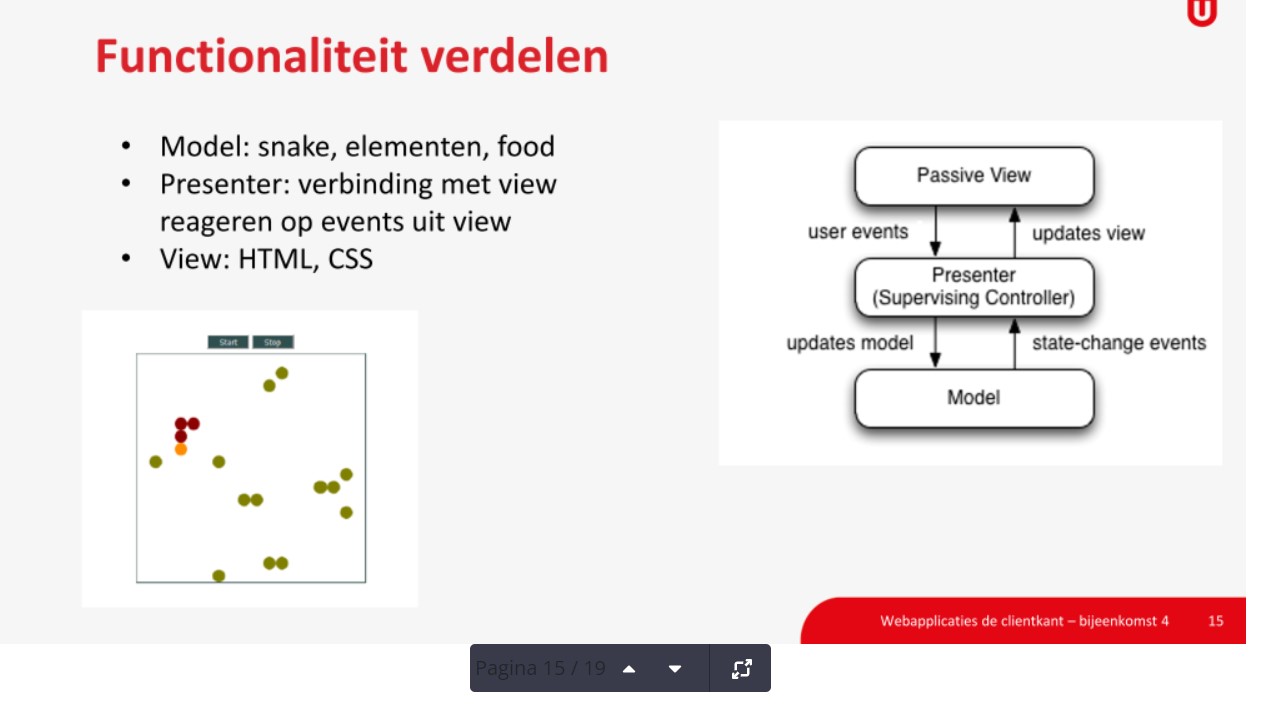 U
Functionaliteit verdelen
• Model: snake, elementen, food
• Presenter: verbinding met view
reageren op events uit view
• View: HTML, CSS
Start Stop
Passive View
user events
updates view
Presenter
(Supervising Controller)
updates model
state-change events
Model
Webapplicaties de clientkant – bijeenkomst 4 15
Pagina 15 / 19